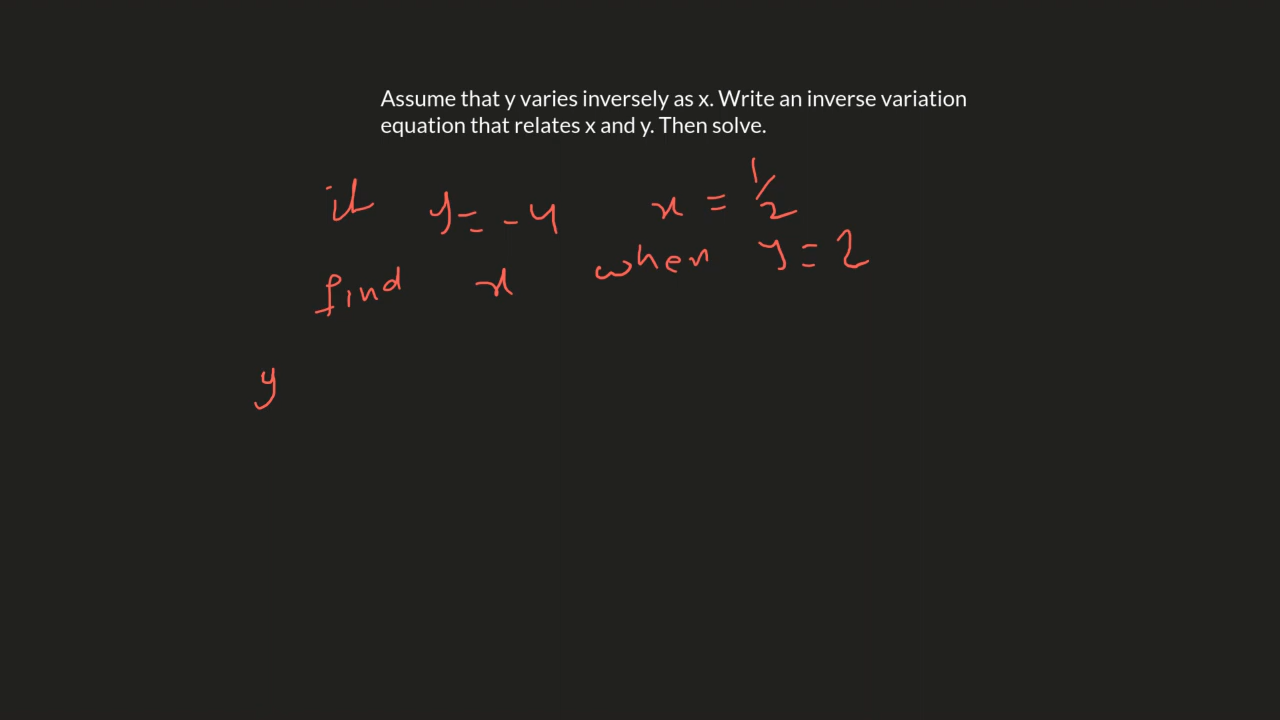 Assume that y varies inversely as x. Write an inverse variation
equation that relates x and y. Then solve.
if y = -4 x = 1/2
find x when y = 2
y